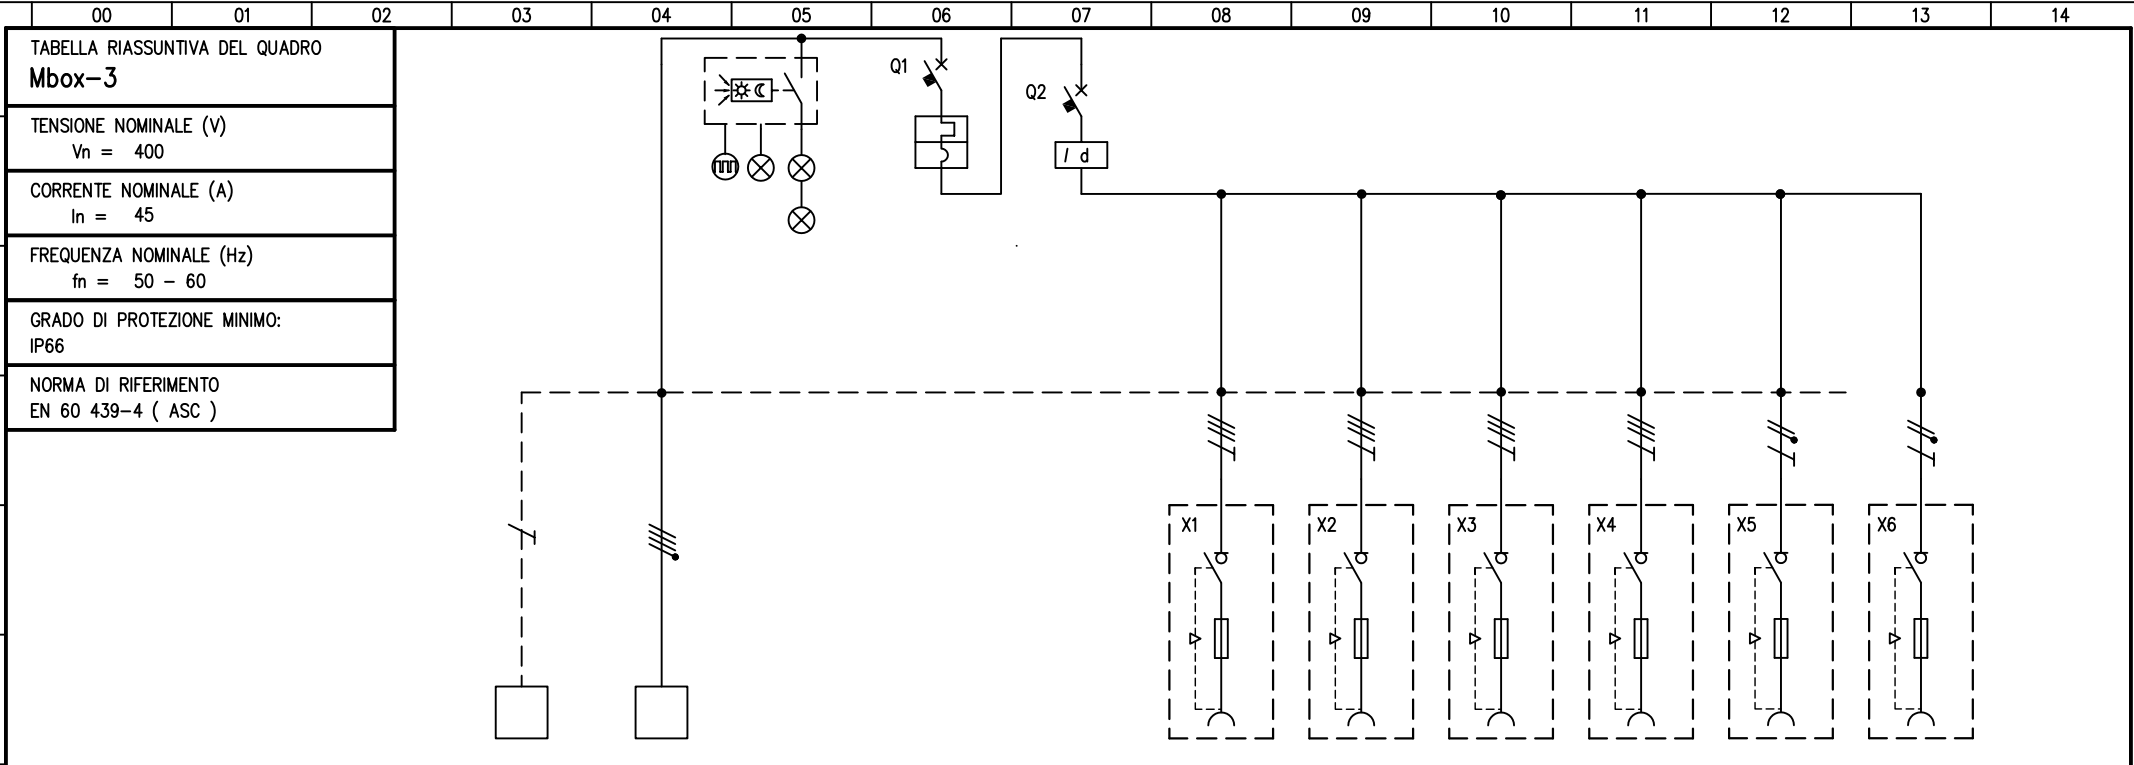 00 01 02 03 04 05 06 07 08 09 10 11 12 13 14
TABELLA RIASSUNTIVA DEL QUADRO
Mbox-3
TENSIONE NOMINALE (V)
Vn = 400
CORRENTE NOMINALE (A)
In = 45
FREQUENZA NOMINALE (Hz)
fn = 50 - 60
GRADO DI PROTEZIONE MINIMO:
IP66
NORMA DI RIFERIMENTO
EN 60 439-4 ( ASC )
Q1
Q2
I d
X1 X2 X3 X4 X5 X6